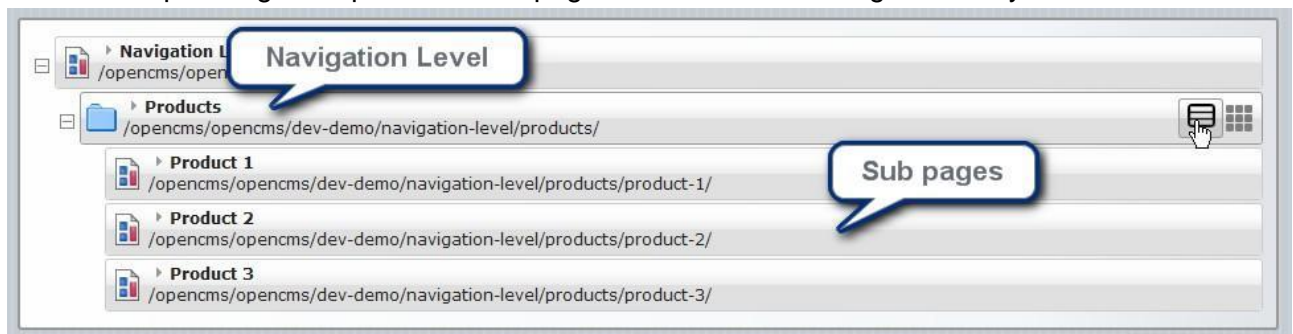 Navigation L
/opencms/open
Navigation Level
Products
/opencms/opencms/dev-demo/navigation-level/products/
Product 1
/opencms/opencms/dev-demo/navigation-level/products/product-1/
Sub pages
Product 2
/opencms/opencms/dev-demo/navigation-level/products/product-2/
Product 3
/opencms/opencms/dev-demo/navigation-level/products/product-3/